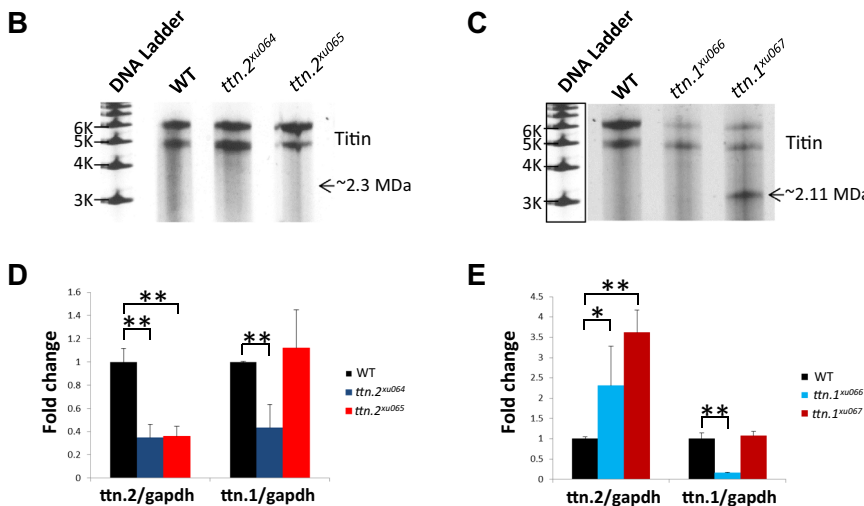 B
DNA Ladder
WT
ttn.2xu064
ttn.2xu065
6K
5K
4K
3K
Titin
~2.3 MDa
C
DNA Ladder
WT
ttn.1xu066
ttn.1xu067
6K
5K
4K
3K
Titin
~2.11 MDa
D
Fold change
1.6
1.4
1.2
1
0.8
0.6
0.4
0.2
0
**
**
**
ttn.2/gapdh
ttn.1/gapdh
WT
ttn.2xu064
ttn.2xu065
E
Fold change
4.5
4
3.5
3
2.5
2
1.5
1
0.5
0
**
*
**
ttn.2/gapdh
ttn.1/gapdh
WT
ttn.1xu066
ttn.1xu067